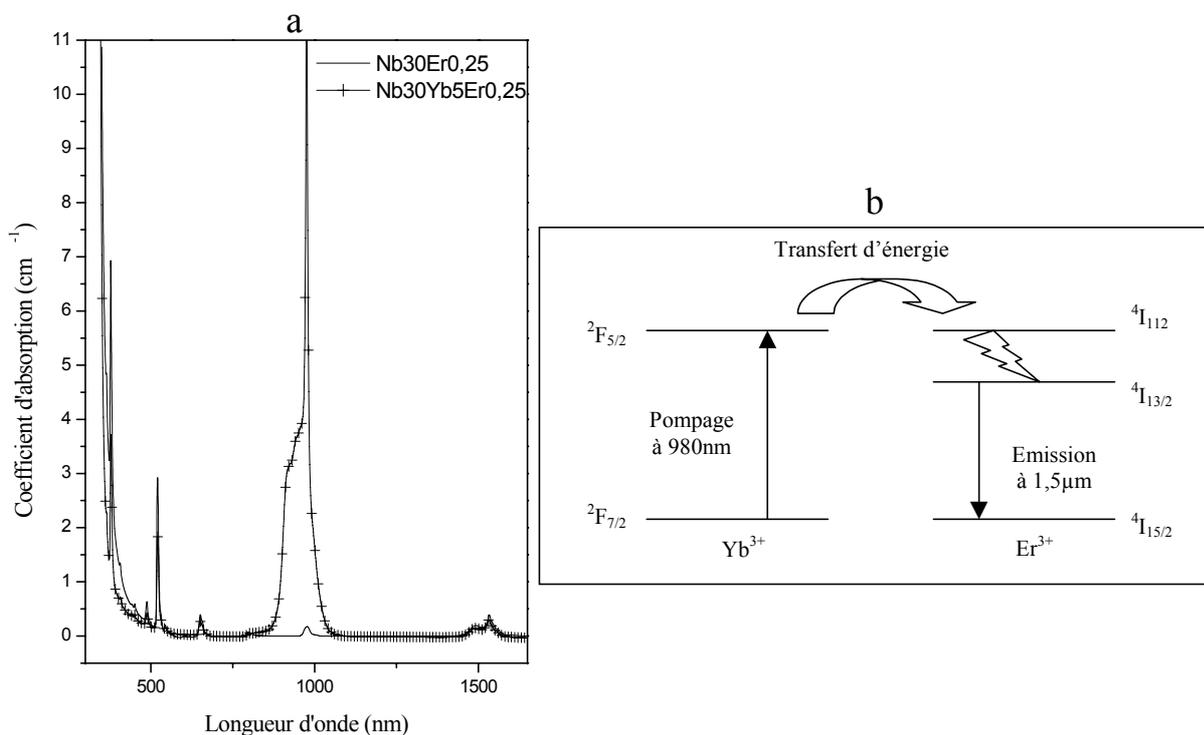 a
11
10
9
8
7
6
5
4
3
2
1
0
Coefficient d'absorption (cm⁻¹)
Nb30Er0,25
Nb30Yb5Er0,25
500
1000
1500
Longueur d'onde (nm)
b
Transfert d'énergie
²F5/2
⁴I112
⁴I13/2
Pompage
à 980nm
Emission
à 1,5µm
²F7/2
⁴I15/2
Yb³⁺
Er³⁺